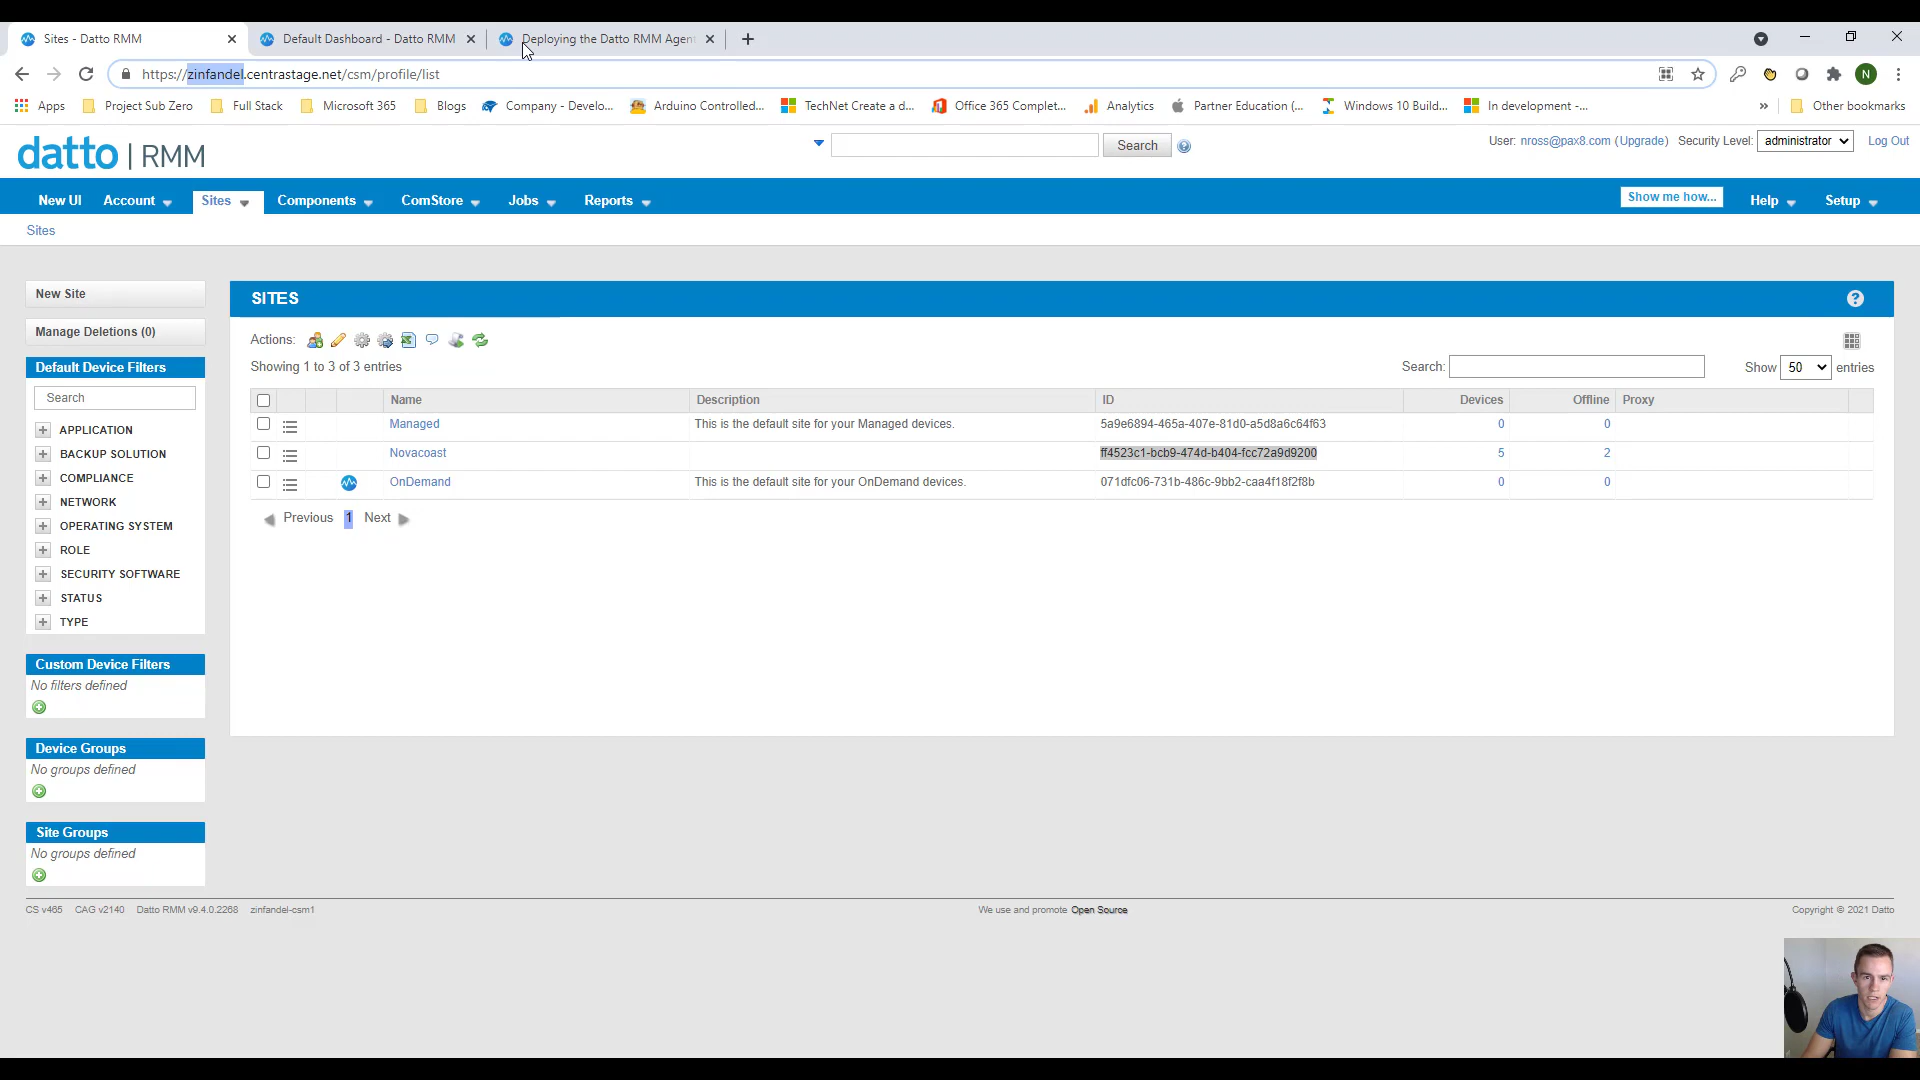 Sites - Datto RMM
Default Dashboard - Datto RMM
Deploying the Datto RMM Agen
https://zinfandel.centrastage.net/csm/profile/list
N
Apps
Project Sub Zero
Full Stack
Microsoft 365
Blogs
Company - Develo...
Arduino Controlled...
TechNet Create a d...
Office 365 Complet...
Analytics
Partner Education (...
Windows 10 Build...
In development -...
»
Other bookmarks
datto | RMM
Search
User: nross@pax8.com (Upgrade) Security Level: administrator
Log Out
New UI
Account
Sites
Components
ComStore
Jobs
Reports
Show me how...
Help
Setup
Sites
New Site
Manage Deletions (0)
Default Device Filters
Search
APPLICATION
BACKUP SOLUTION
COMPLIANCE
NETWORK
OPERATING SYSTEM
ROLE
SECURITY SOFTWARE
STATUS
TYPE
Custom Device Filters
No filters defined
Device Groups
No groups defined
Site Groups
No groups defined
SITES
?
Actions:
Showing 1 to 3 of 3 entries
Search:
Show 50 entries
Name Description ID Devices Offline Proxy
Managed This is the default site for your Managed devices. 5a9e6894-465a-407e-81d0-a5d8a6c64f63 0 0
Novacoast ff4523c1-bcb9-474d-b404-fcc72a9d9200 5 2
OnDemand This is the default site for your OnDemand devices. 071dfc06-731b-486c-9bb2-caa4f18f2f8b 0 0
Previous 1 Next
CS v465 CAG v2140 Datto RMM v9.4.0.2268 zinfandel-csm1
We use and promote Open Source
Copyright © 2021 Datto